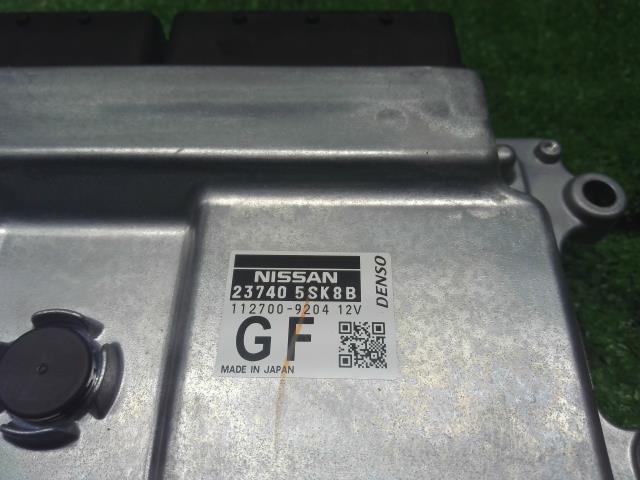 NISSAN
23740 5SK8B
112700-9204 12V
GF
MADE IN JAPAN
DENSO